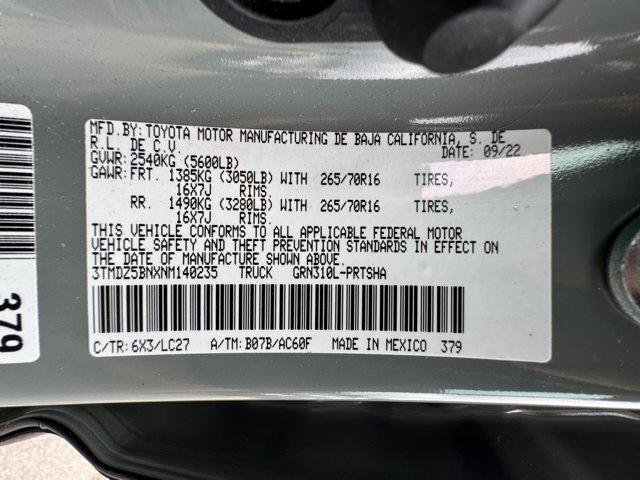 MFD.BY: TOYOTA MOTOR MANUFACTURING DE BAJA CALIFORNIA, S. DE
R.L. DE C.V. DATE: 09/22
GVWR: 2540KG (5600LB)
GAWR: FRT. 1385KG (3050LB) WITH 265/70R16 TIRES,
16X7J RIMS.
RR. 1490KG (3280LB) WITH 265/70R16 TIRES,
16X7J RIMS.
THIS VEHICLE CONFORMS TO ALL APPLICABLE FEDERAL MOTOR
VEHICLE SAFETY AND THEFT PREVENTION STANDARDS IN EFFECT ON
THE DATE OF MANUFACTURE SHOWN ABOVE.
3TMDZ5BNXNM140235 TRUCK GRN310L-PRTSHA
C/TR: 6X3/LC27 A/TM: B07B/AC60F MADE IN MEXICO 379
379